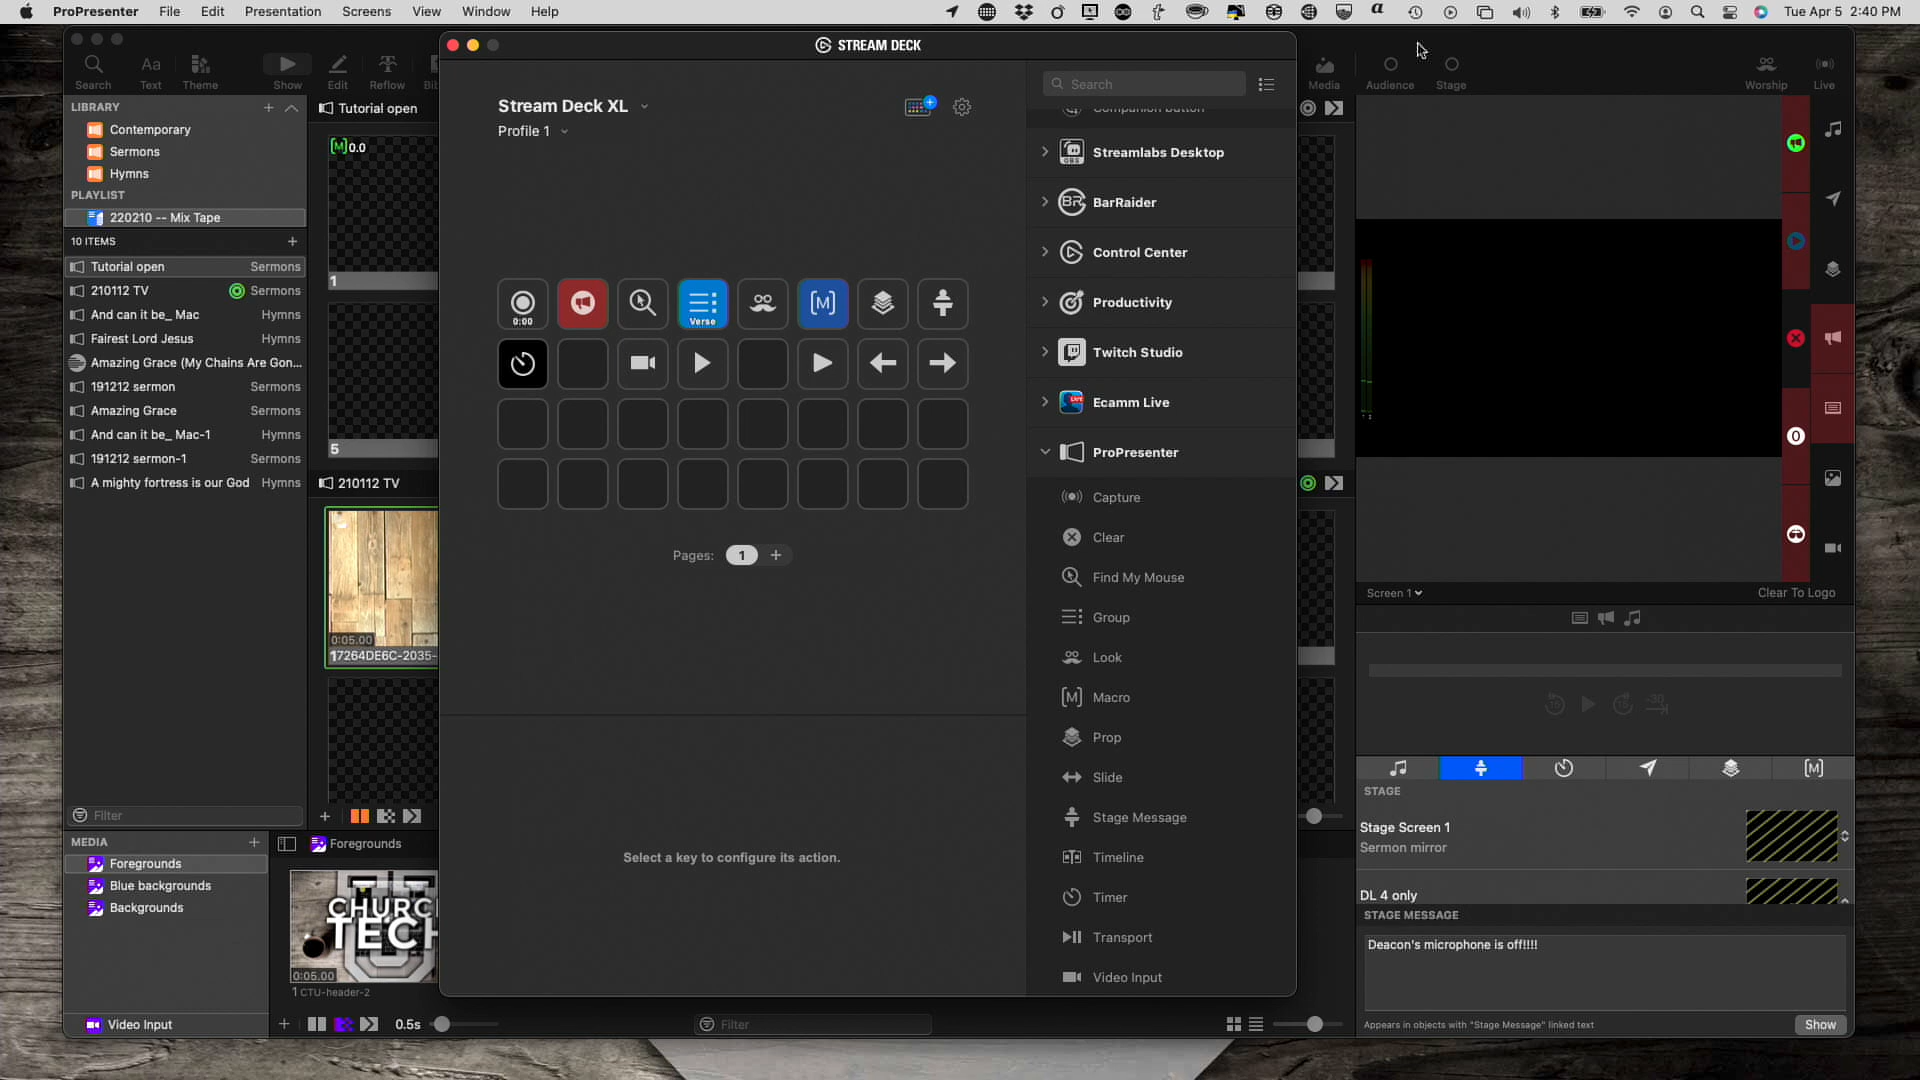 ProPresenter File Edit Presentation Screens View Window Help
Tue Apr 5 2:40 PM
STREAM DECK
Search Text Theme Show Edit Reflow
Media Audience Stage Worship Live
LIBRARY
Contemporary
Sermons
Hymns
PLAYLIST
220210 -- Mix Tape
10 ITEMS
Tutorial open Sermons
210112 TV Sermons
And can it be_ Mac Hymns
Fairest Lord Jesus Hymns
Amazing Grace (My Chains Are Gon...
191212 sermon Sermons
Amazing Grace Sermons
And can it be_ Mac-1 Hymns
191212 sermon-1 Sermons
A mighty fortress is our God Hymns
Filter
MEDIA
Foregrounds
Blue backgrounds
Backgrounds
Video Input
Tutorial open
[M] 0.0
1
5
210112 TV
0:05.00
17264DE6C-2035-
Foregrounds
CHURC
TECH
0:05.00
1 CTU-header-2
0.5s
Filter
Stream Deck XL
Profile 1
0:00
Verse
[M]
Pages: 1 +
Select a key to configure its action.
Search
Companion button
Streamlabs Desktop
BarRaider
Control Center
Productivity
Twitch Studio
Ecamm Live
ProPresenter
Capture
Clear
Find My Mouse
Group
Look
Macro
Prop
Slide
Stage Message
Timeline
Timer
Transport
Video Input
Screen 1
Clear To Logo
STAGE
Stage Screen 1
Sermon mirror
DL 4 only
STAGE MESSAGE
Deacon's microphone is off!!!!
Appears in objects with "Stage Message" linked text
Show